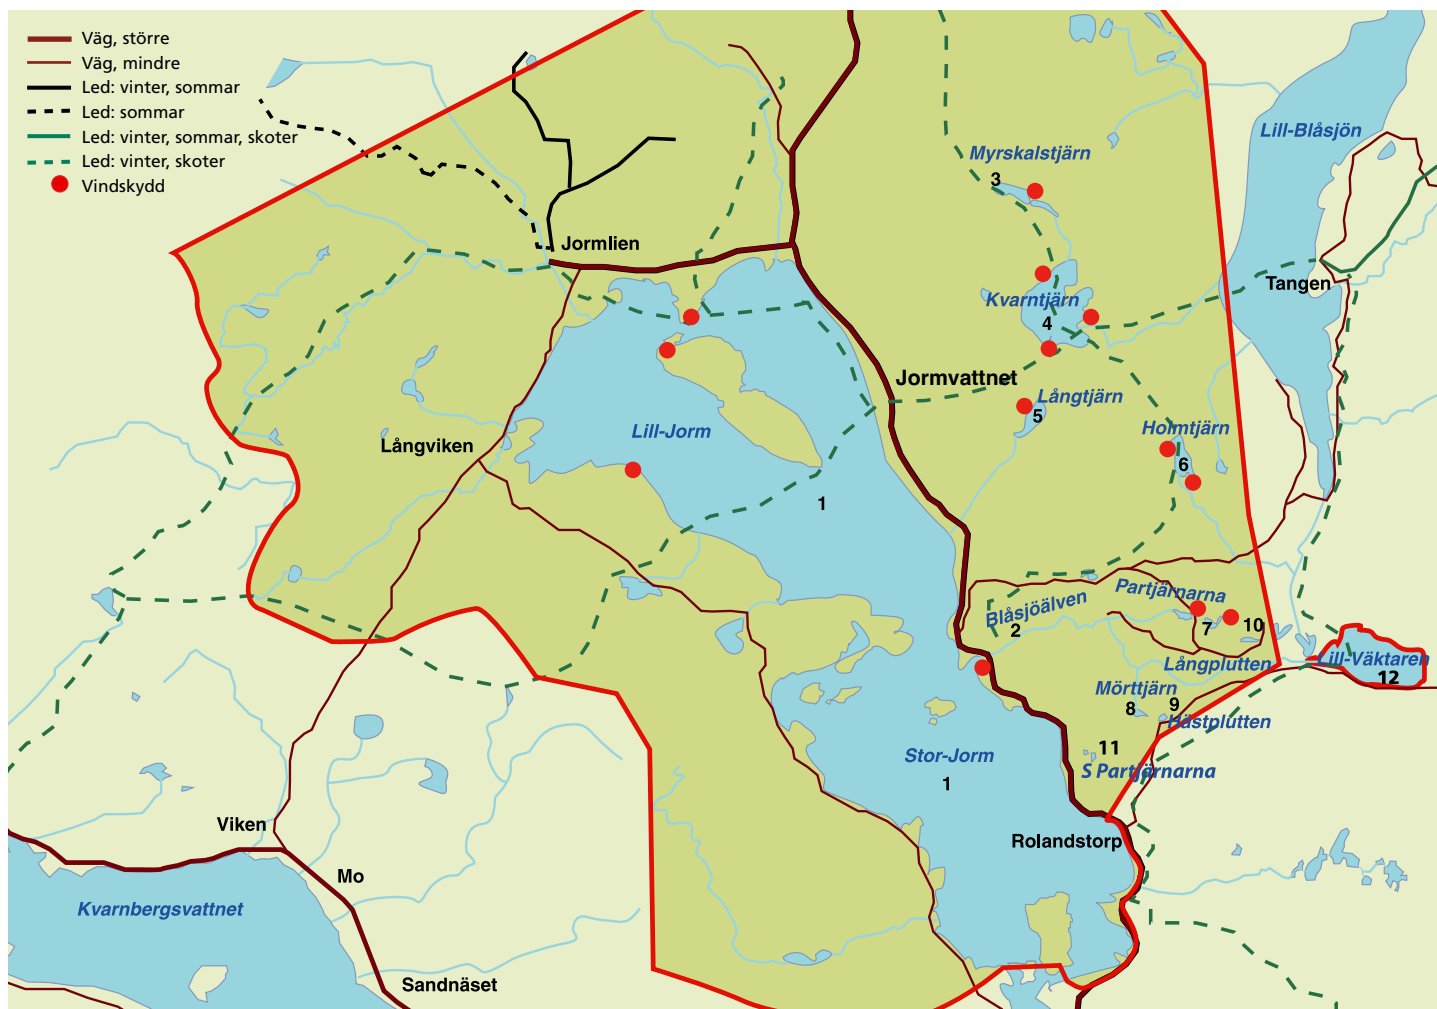 Väg, större
Väg, mindre
Led: vinter, sommar
Led: sommar
Led: vinter, sommar, skoter
Led: vinter, skoter
Vindskydd
Lill-Blåsjön
Myrskalstjärn
3
Jormlien
Tangen
Kvarntjärn
4
Jormvattnet
Långtjärn
5
Lill-Jorm
Holmtjärn
6
Långviken
1
Partjärnarna
Blåsjöälven
2
7
10
Långplutten
Lill-Väktaren
12
Mörttjärn
8
9
Hästplutten
11
S Partjärnarna
Stor-Jorm
1
Viken
Rolandstorp
Mo
Kvarnbergsvattnet
Sandnäset